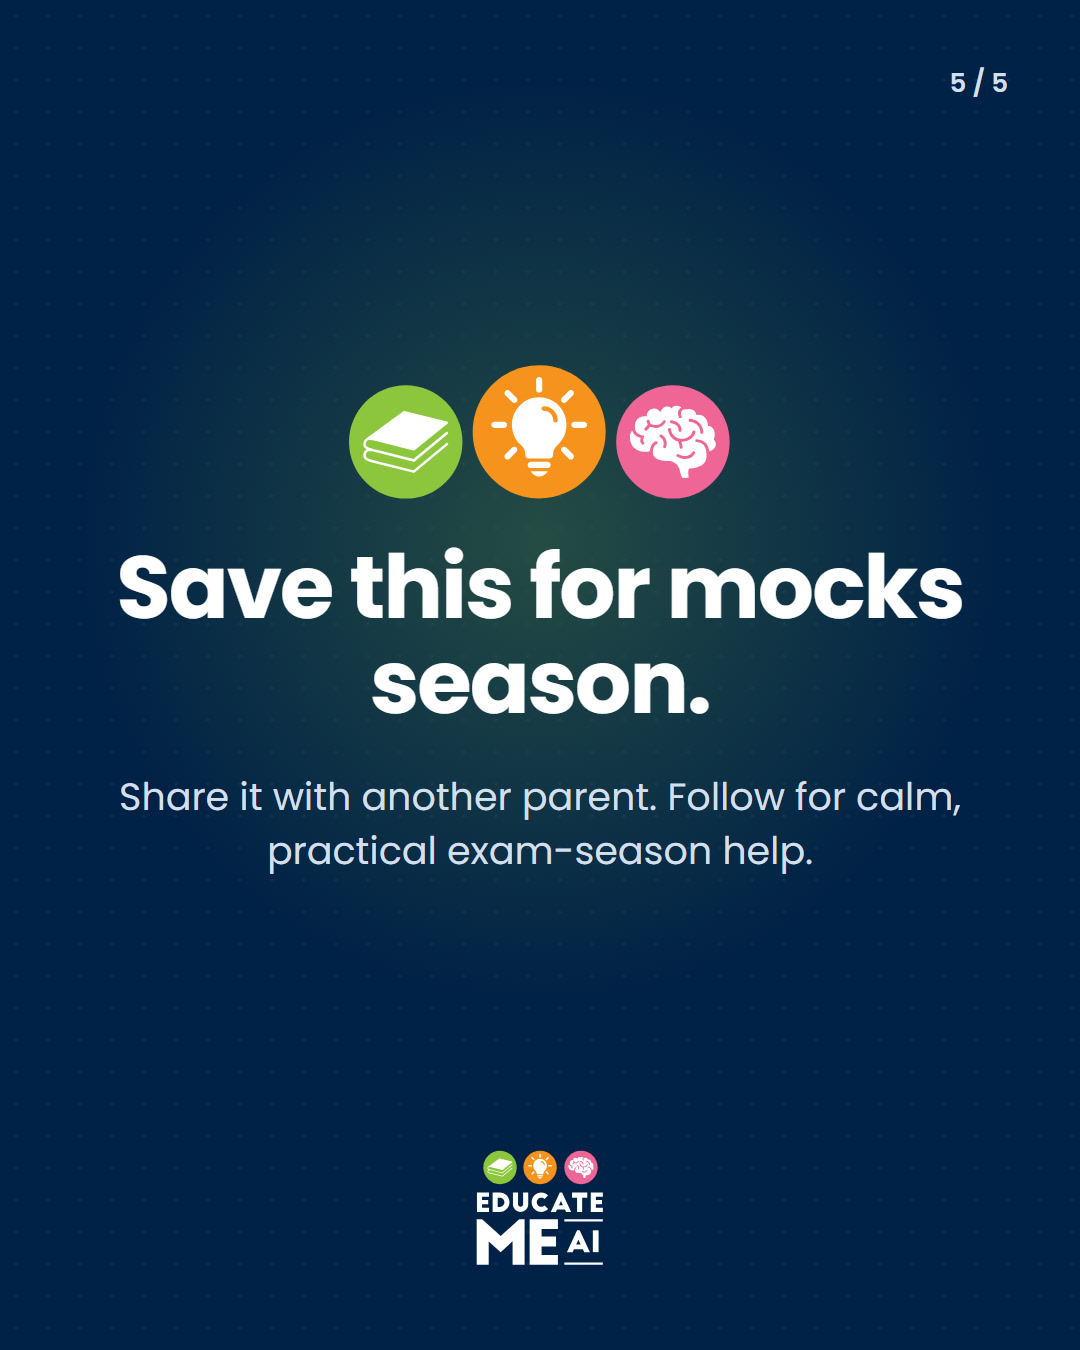 5 / 5
Save this for mocks
season.
Share it with another parent. Follow for calm,
practical exam-season help.
EDUCATE
ME AI